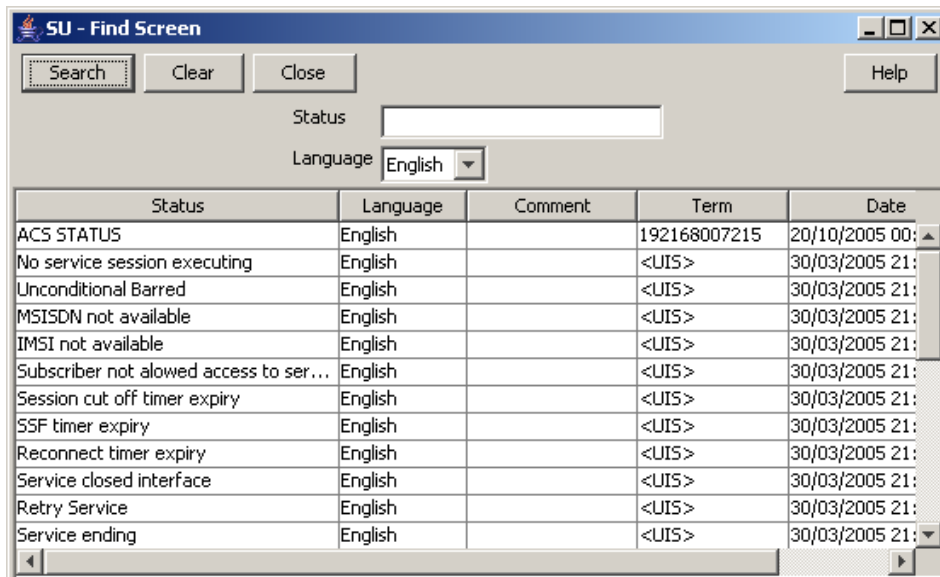 SU - Find Screen
Search Clear Close Help
Status
Language English
Status Language Comment Term Date
ACS STATUS English 192168007215 20/10/2005 00:
No service session executing English <UIS> 30/03/2005 21:
Unconditional Barred English <UIS> 30/03/2005 21:
MSISDN not available English <UIS> 30/03/2005 21:
IMSI not available English <UIS> 30/03/2005 21:
Subscriber not alowed access to ser... English <UIS> 30/03/2005 21:
Session cut off timer expiry English <UIS> 30/03/2005 21:
SSF timer expiry English <UIS> 30/03/2005 21:
Reconnect timer expiry English <UIS> 30/03/2005 21:
Service closed interface English <UIS> 30/03/2005 21:
Retry Service English <UIS> 30/03/2005 21:
Service ending English <UIS> 30/03/2005 21: